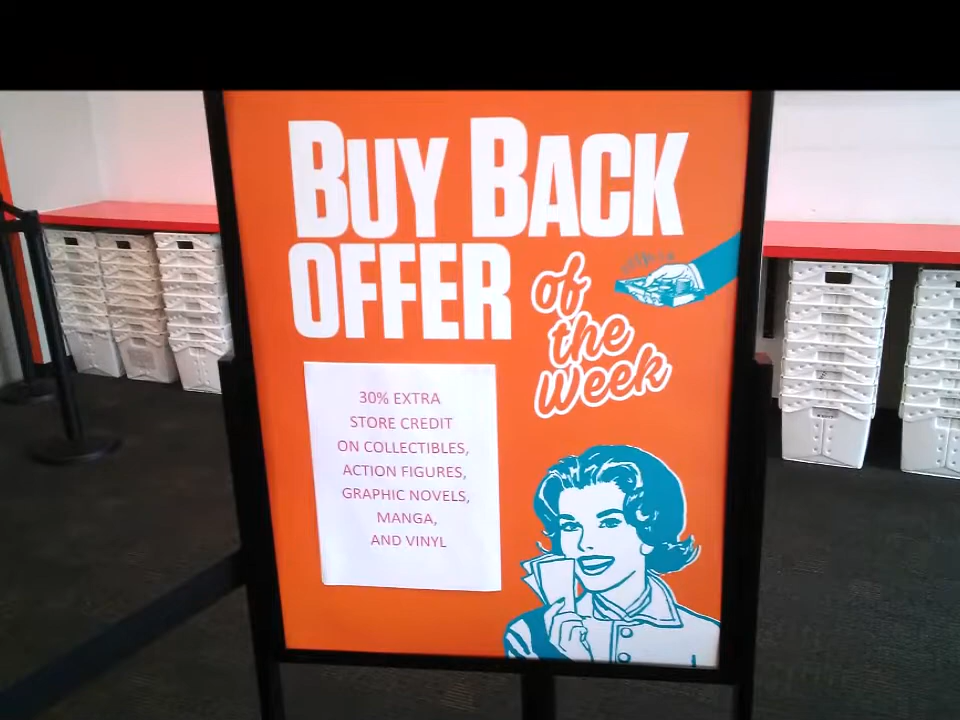 BUY BACK
OFFER
of
the
Week
30% EXTRA
STORE CREDIT
ON COLLECTIBLES,
ACTION FIGURES,
GRAPHIC NOVELS,
MANGA,
AND VINYL